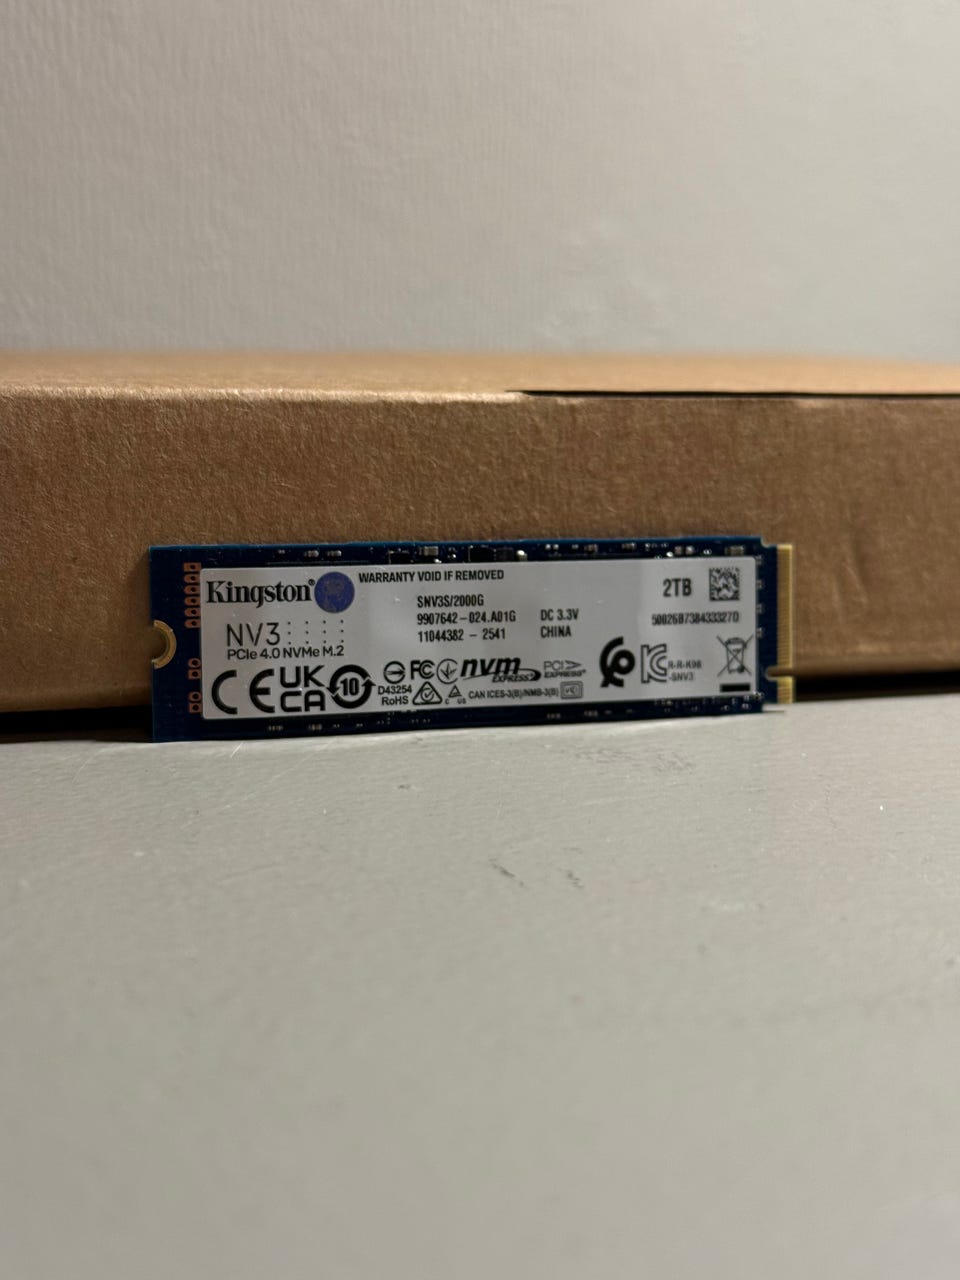 Kingston®
WARRANTY VOID IF REMOVED
NV3
PCIe 4.0 NVMe M.2
SNV3S/2000G
9907642-024.A01G
11044382 - 2541
DC 3.3V
CHINA
2TB
50026B738433327D
CE
UK
CA
10
D43254
RoHS
FC
nvm
EXPRESS
PCI
EXPRESS®
CAN ICES-3(B)/NMB-3(B)
R-R-K98
-SNV3